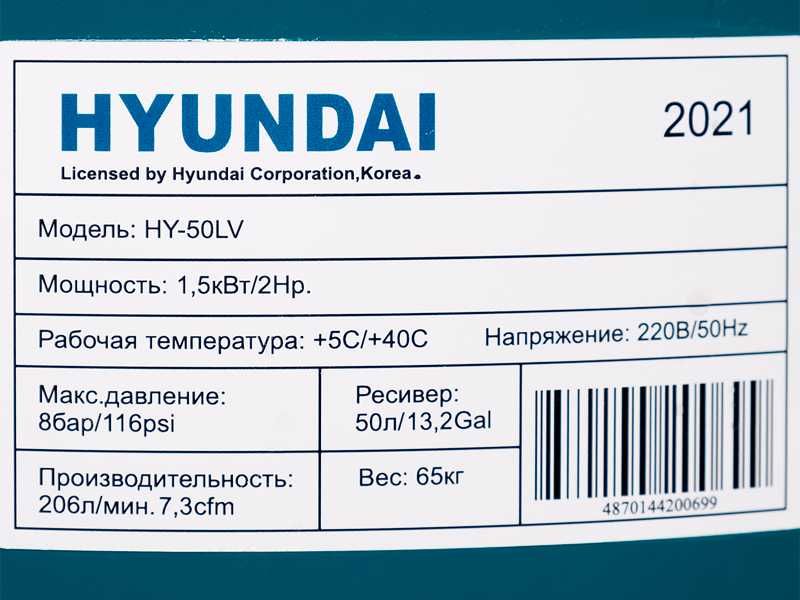 HYUNDAI
2021
Licensed by Hyundai Corporation,Korea.
Модель: HY-50LV
Мощность: 1,5кВт/2Hp.
Рабочая температура: +5C/+40C
Напряжение: 220В/50Hz
Макс.давление:
8бар/116psi
Ресивер:
50л/13,2Gal
Производительность:
206л/мин. 7,3cfm
Вес: 65кг
4870144200699